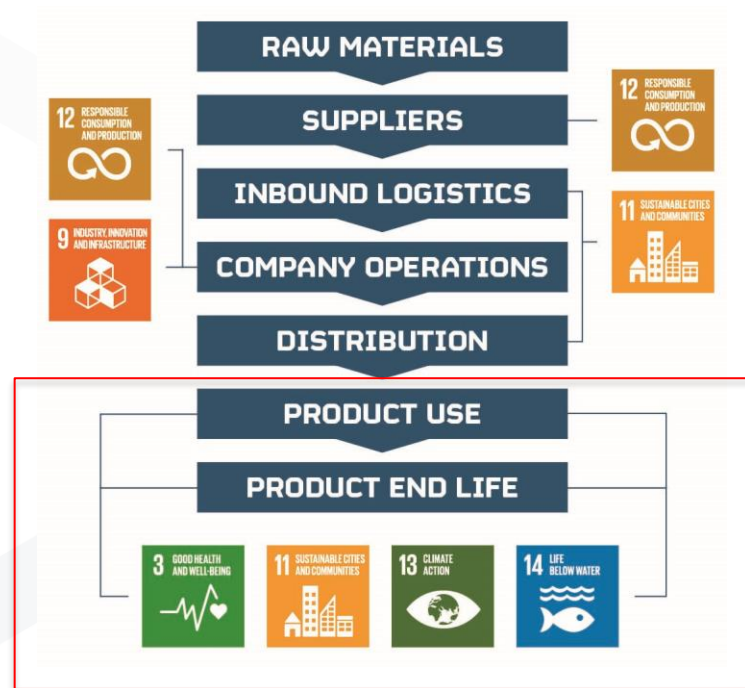 RAW MATERIALS
SUPPLIERS
INBOUND LOGISTICS
COMPANY OPERATIONS
DISTRIBUTION
PRODUCT USE
PRODUCT END LIFE
12 RESPONSIBLE
CONSUMPTION
AND PRODUCTION
9 INDUSTRY, INNOVATION
AND INFRASTRUCTURE
12 RESPONSIBLE
CONSUMPTION
AND PRODUCTION
11 SUSTAINABLE CITIES
AND COMMUNITIES
3 GOOD HEALTH
AND WELL-BEING
11 SUSTAINABLE CITIES
AND COMMUNITIES
13 CLIMATE
ACTION
14 LIFE
BELOW WATER